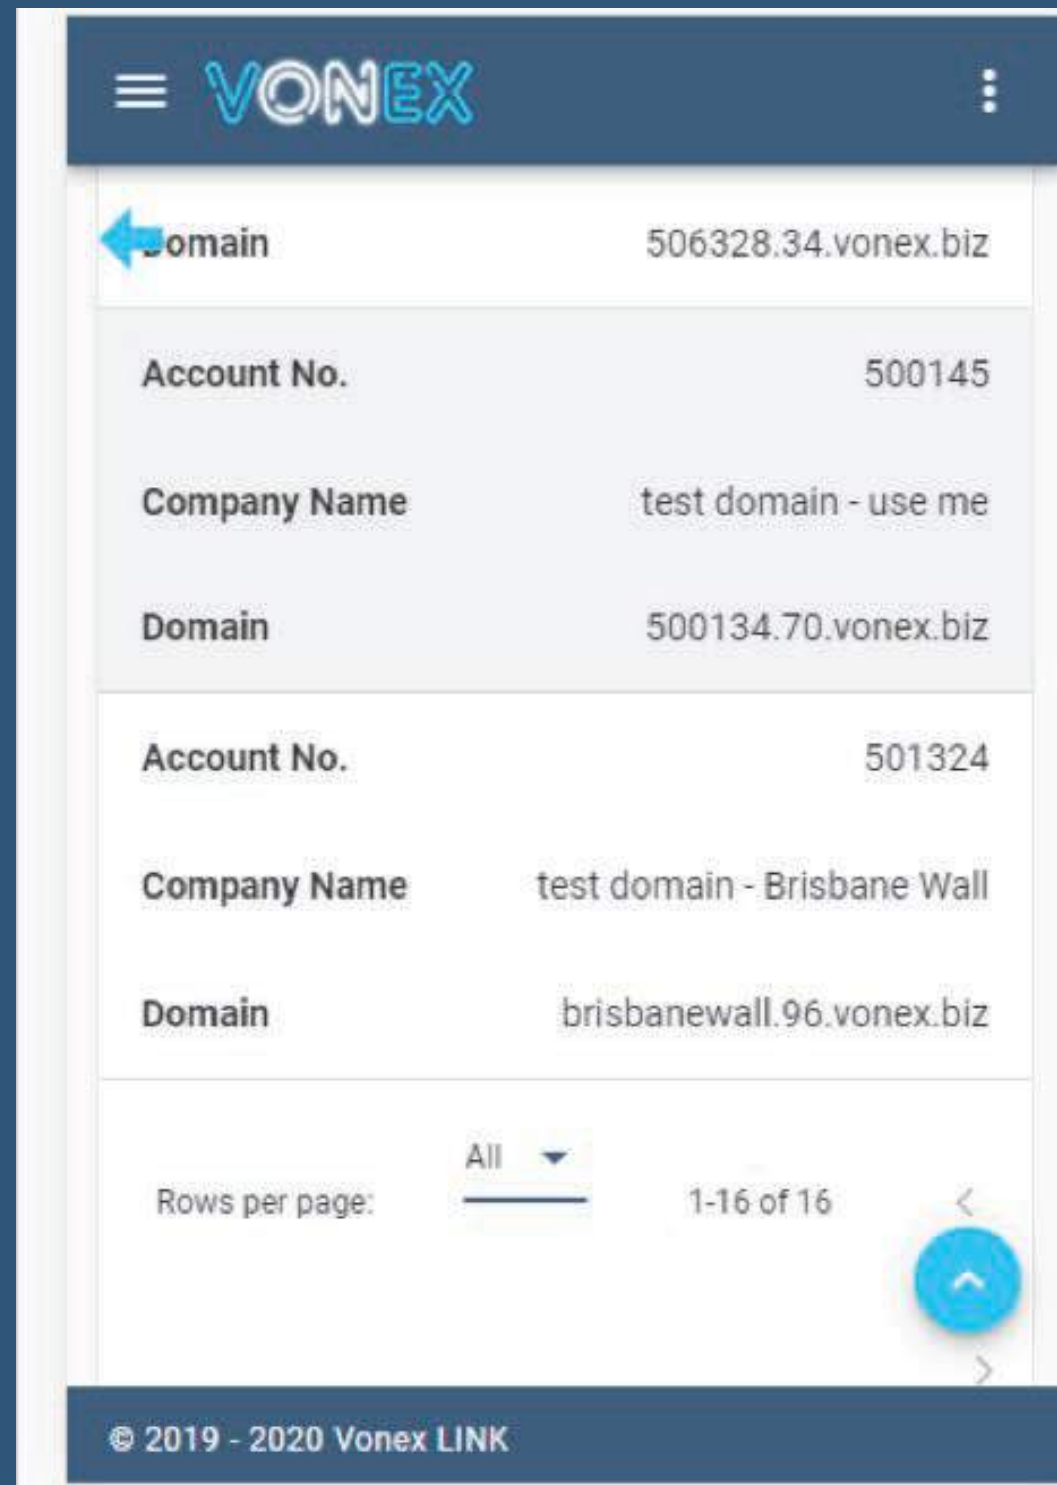 VONEX
Domain 506328.34.vonex.biz
Account No. 500145
Company Name test domain - use me
Domain 500134.70.vonex.biz
Account No. 501324
Company Name test domain - Brisbane Wall
Domain brisbanewall.96.vonex.biz
Rows per page: All 1-16 of 16
© 2019 - 2020 Vonex LINK